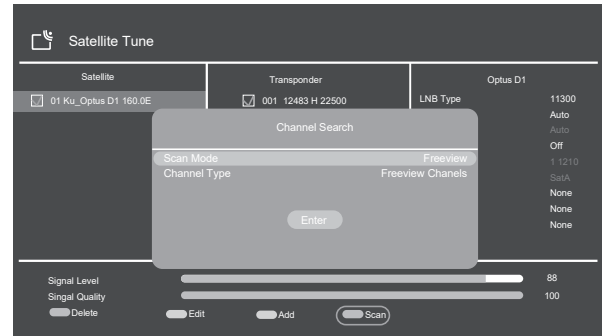 Satellite Tune
Satellite
Transponder
Optus D1
01 Ku_Optus D1 160.0E
001 12483 H 22500
LNB Type 11300
Auto
Auto
Off
1 1210
SatA
None
None
None
Channel Search
Scan Mode Freeview
Channel Type Freeview Chanels
Enter
Signal Level 88
Singal Quality 100
Delete Edit Add Scan